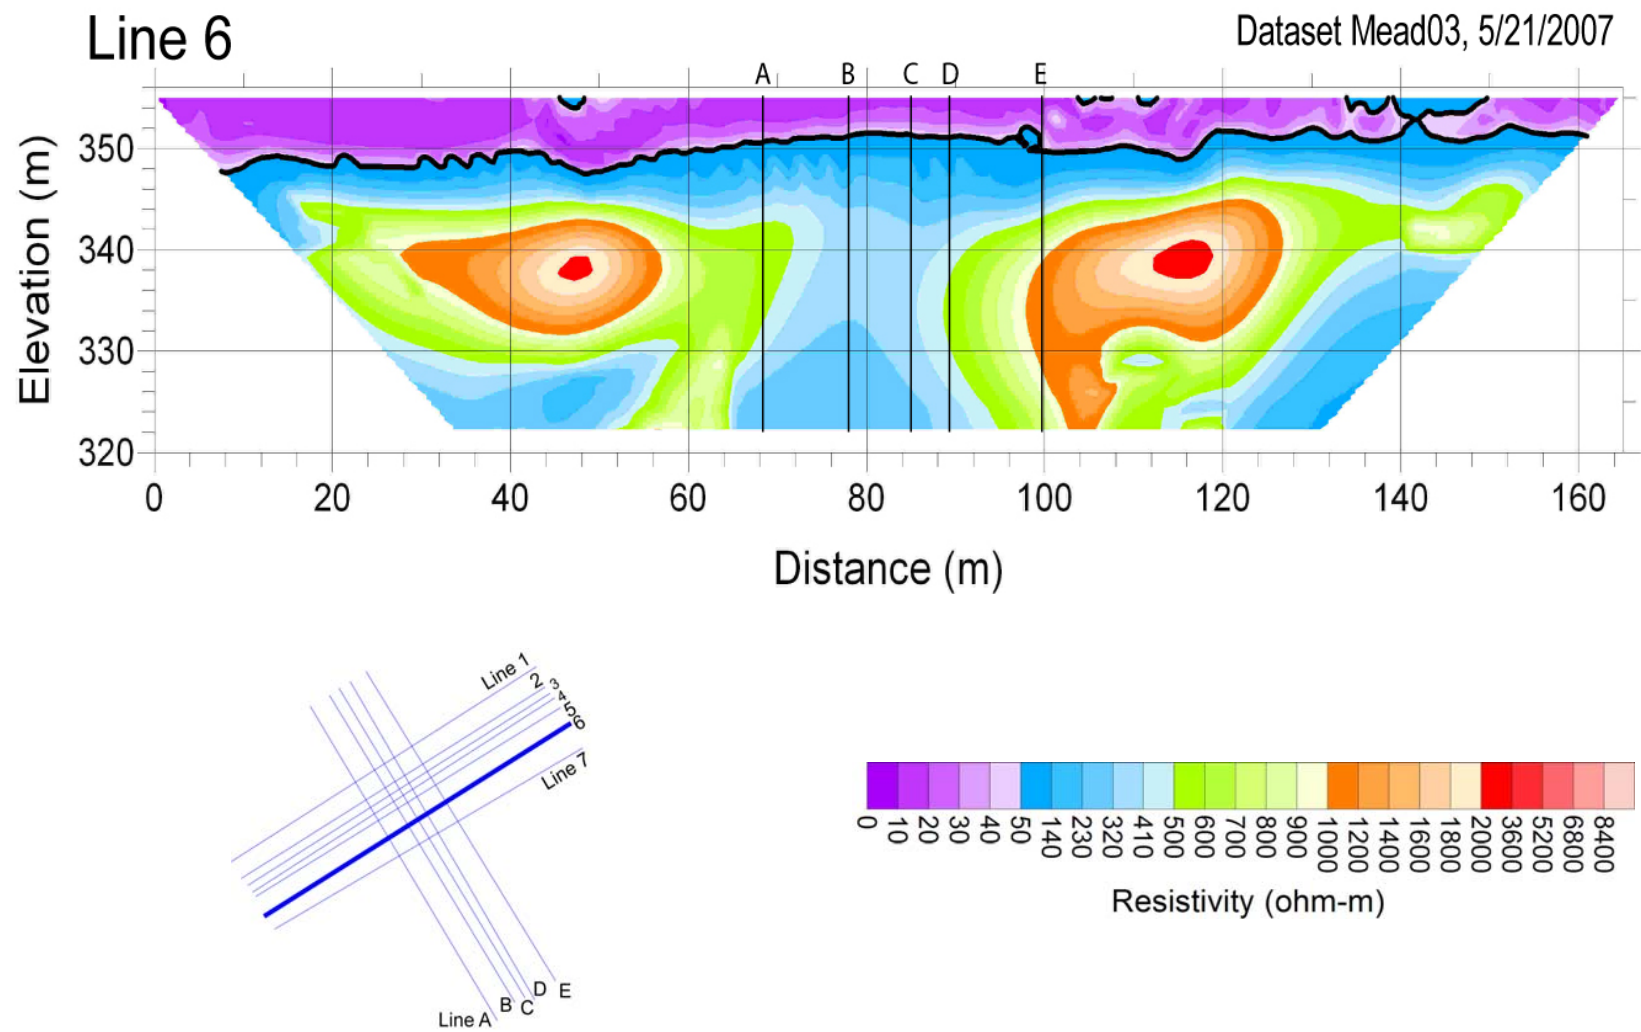 Line 6
Dataset Mead03, 5/21/2007
A B C D E
Elevation (m)
350
340
330
320
0 20 40 60 80 100 120 140 160
Distance (m)
Line 1
2
3
4
5
6
Line 7
Line A
B
C
D
E
0 10 20 30 40 50 140 230 320 410 500 600 700 800 900 1000 1200 1400 1600 1800 2000 3600 5200 6800 8400
Resistivity (ohm-m)